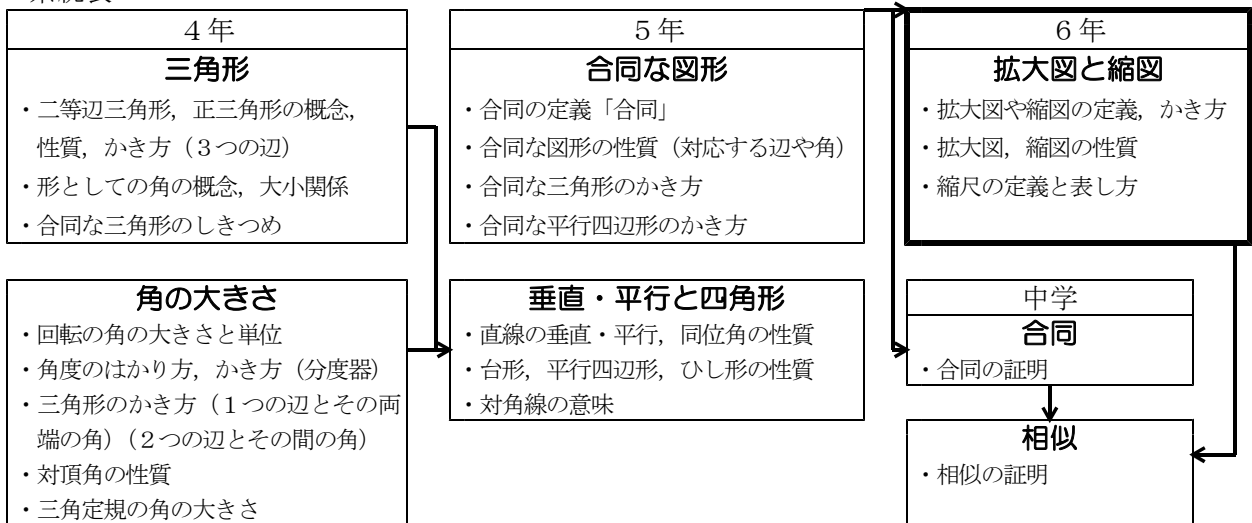 4年
三角形
・二等辺三角形，正三角形の概念，
性質，かき方（3つの辺）
・形としての角の概念，大小関係
・合同な三角形のしきつめ
5年
合同な図形
・合同の定義「合同」
・合同な図形の性質（対応する辺や角）
・合同な三角形のかき方
・合同な平行四辺形のかき方
6年
拡大図と縮図
・拡大図や縮図の定義，かき方
・拡大図，縮図の性質
・縮尺の定義と表し方
角の大きさ
・回転の角の大きさと単位
・角度のはかり方，かき方（分度器）
・三角形のかき方（1つの辺とその両
端の角）（2つの辺とその間の角）
・対頂角の性質
・三角定規の角の大きさ
垂直・平行と四角形
・直線の垂直・平行，同位角の性質
・台形，平行四辺形，ひし形の性質
・対角線の意味
中学
合同
・合同の証明
相似
・相似の証明